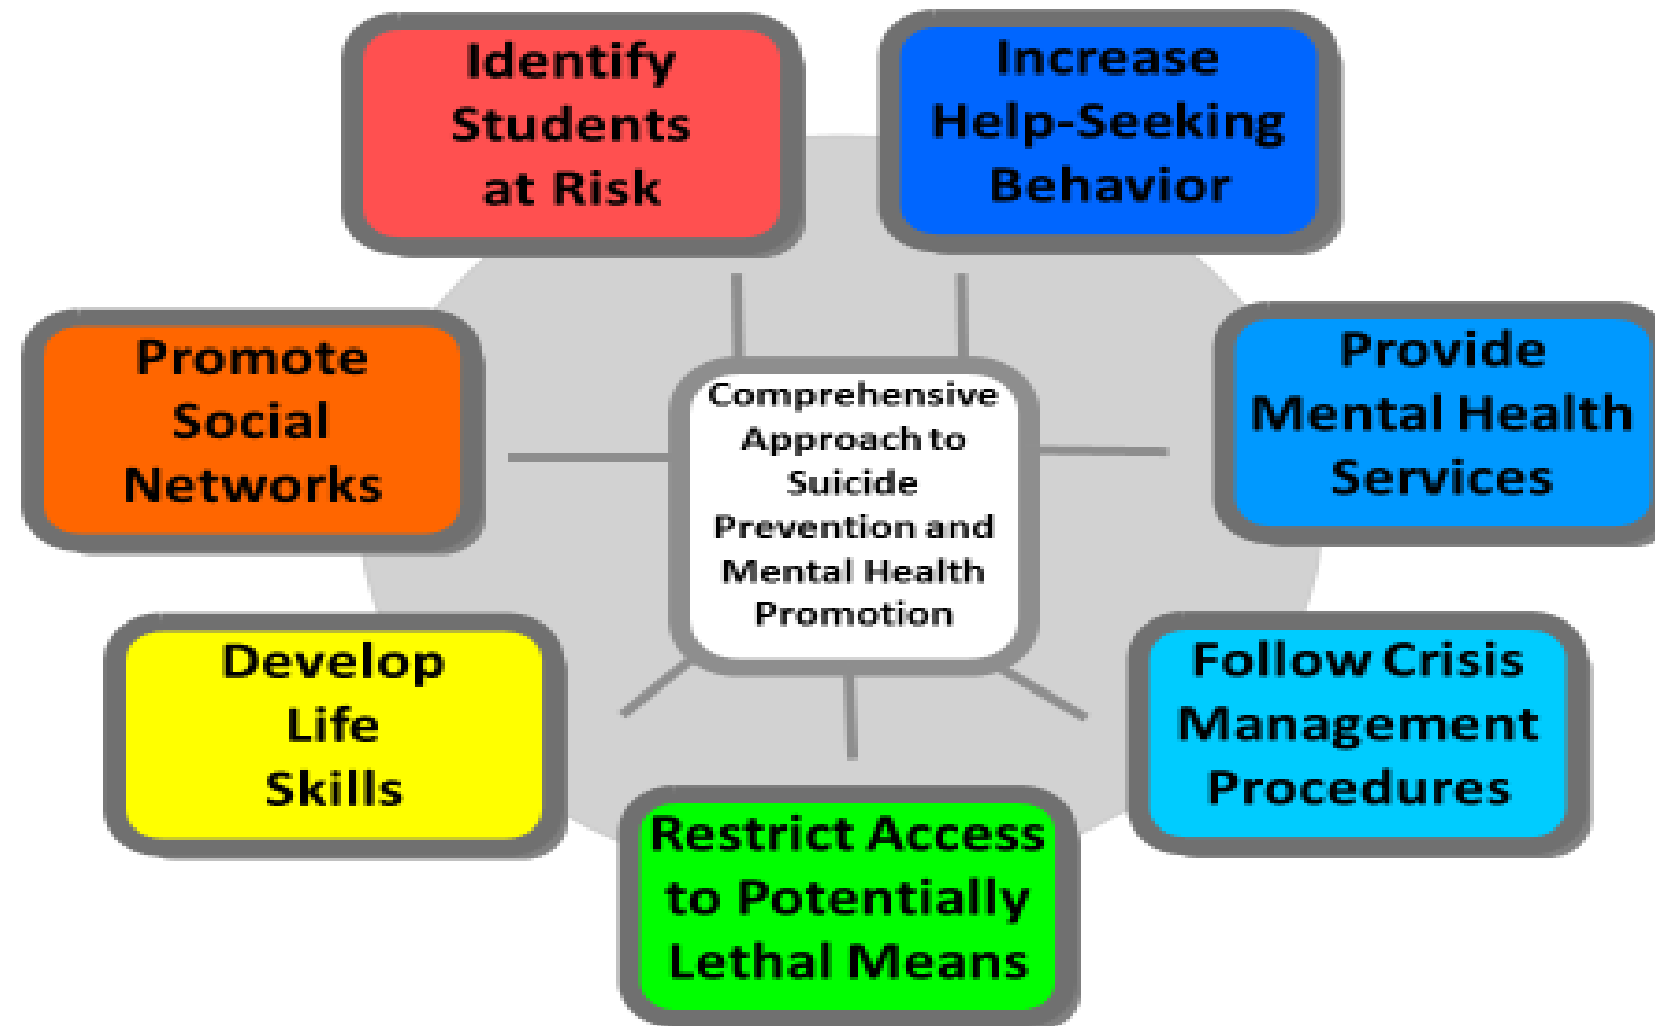 Identify
Students
at Risk
Increase
Help-Seeking
Behavior
Promote
Social
Networks
Comprehensive
Approach to
Suicide
Prevention and
Mental Health
Promotion
Provide
Mental Health
Services
Develop
Life
Skills
Follow Crisis
Management
Procedures
Restrict Access
to Potentially
Lethal Means